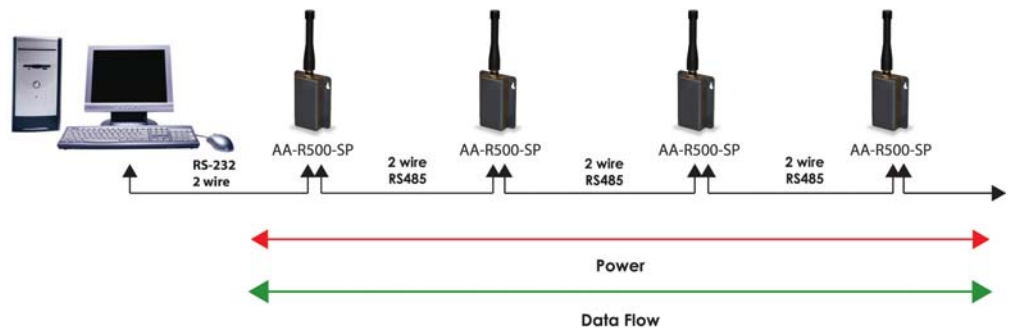 AA-R500-SP
AA-R500-SP
AA-R500-SP
AA-R500-SP
RS-232
2 wire
2 wire
RS485
2 wire
RS485
2 wire
RS485
Power
Data Flow